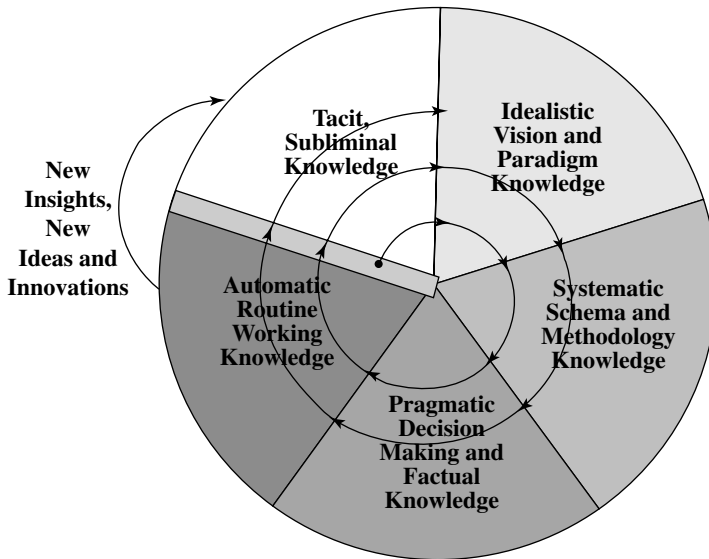 Tacit,
Subliminal
Knowledge
Idealistic
Vision and
Paradigm
Knowledge
New
Insights,
New
Ideas and
Innovations
Automatic
Routine
Working
Knowledge
Systematic
Schema and
Methodology
Knowledge
Pragmatic
Decision
Making and
Factual
Knowledge